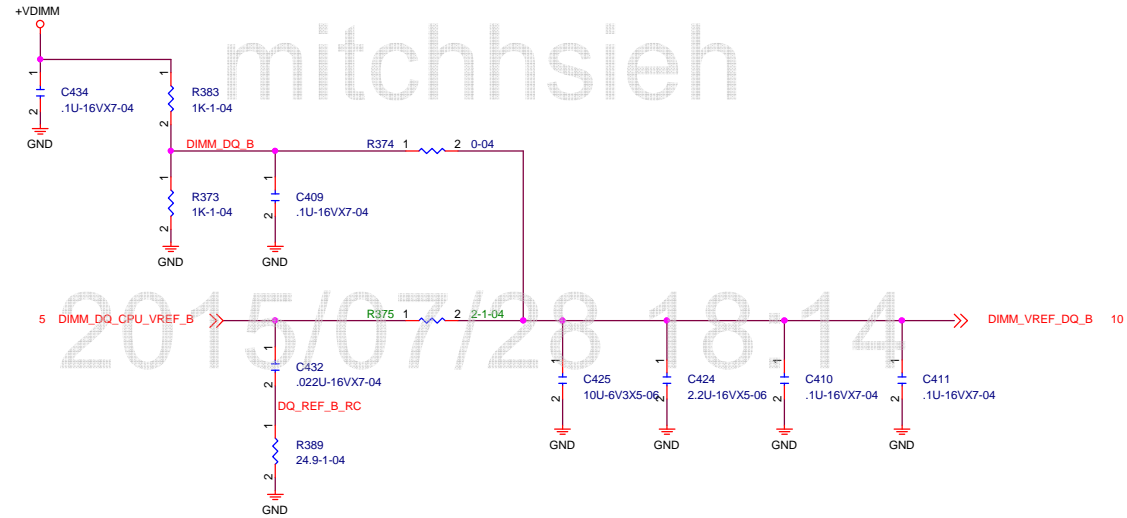 +VDIMM
mitchhsieh
1
C434
.1U-16VX7-04
2
GND
1
R383
1K-1-04
2
DIMM_DQ_B
R374 1 2 0-04
1
R373
1K-1-04
2
GND
1
C409
.1U-16VX7-04
2
GND
2015/07/28 18:14
5 DIMM_DQ_CPU_VREF_B
R375 1 2 2-1-04
DIMM_VREF_DQ_B 10
1
C432
.022U-16VX7-04
2
DQ_REF_B_RC
1
R389
24.9-1-04
2
GND
1
C425
10U-6V3X5-06
2
GND
1
C424
2.2U-16VX5-06
2
GND
1
C410
.1U-16VX7-04
2
GND
1
C411
.1U-16VX7-04
2
GND